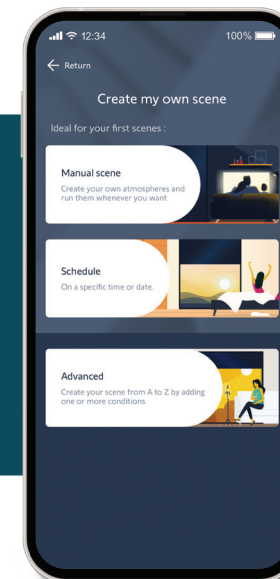 12:34
100%
Return
Create my own scene
Ideal for your first scenes :
Manual scene
Create your own atmospheres and
run them whenever you want
Schedule
On a specific time or date.
Advanced
Create your scene from A to Z by adding
one or more conditions